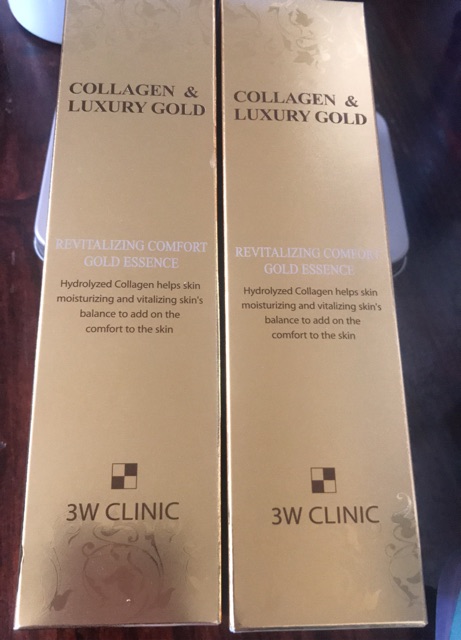 COLLAGEN &
LUXURY GOLD
REVITALIZING COMFORT
GOLD ESSENCE
Hydrolyzed Collagen helps skin
moisturizing and vitalizing skin's
balance to add on the
comfort to the skin
3W CLINIC
COLLAGEN &
LUXURY GOLD
REVITALIZING COMFORT
GOLD ESSENCE
Hydrolyzed Collagen helps skin
moisturizing and vitalizing skin's
balance to add on the
comfort to the skin
3W CLINIC